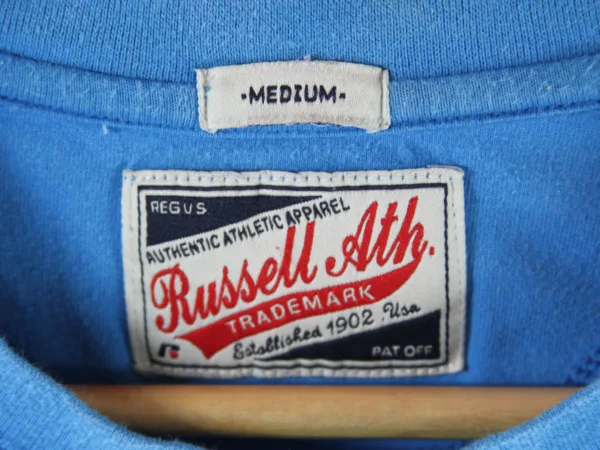 -MEDIUM-
REG U.S.
AUTHENTIC ATHLETIC APPAREL
Russell Ath.
TRADEMARK
Established 1902 . Usa
PAT OFF.